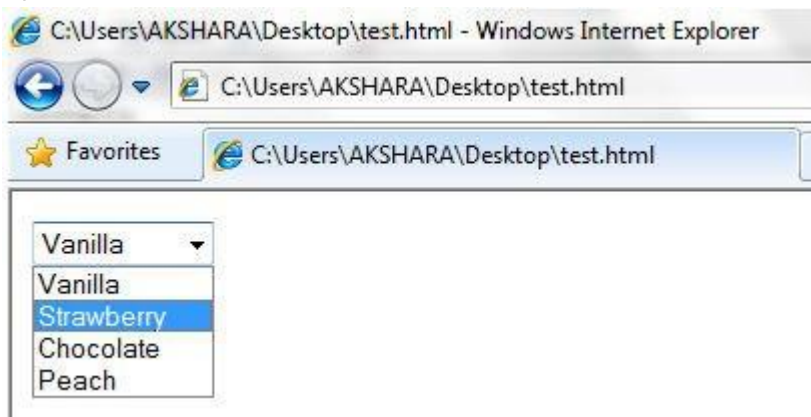 C:\Users\AKSHARA\Desktop\test.html - Windows Internet Explorer
C:\Users\AKSHARA\Desktop\test.html
Favorites
C:\Users\AKSHARA\Desktop\test.html
Vanilla
Vanilla
Strawberry
Chocolate
Peach